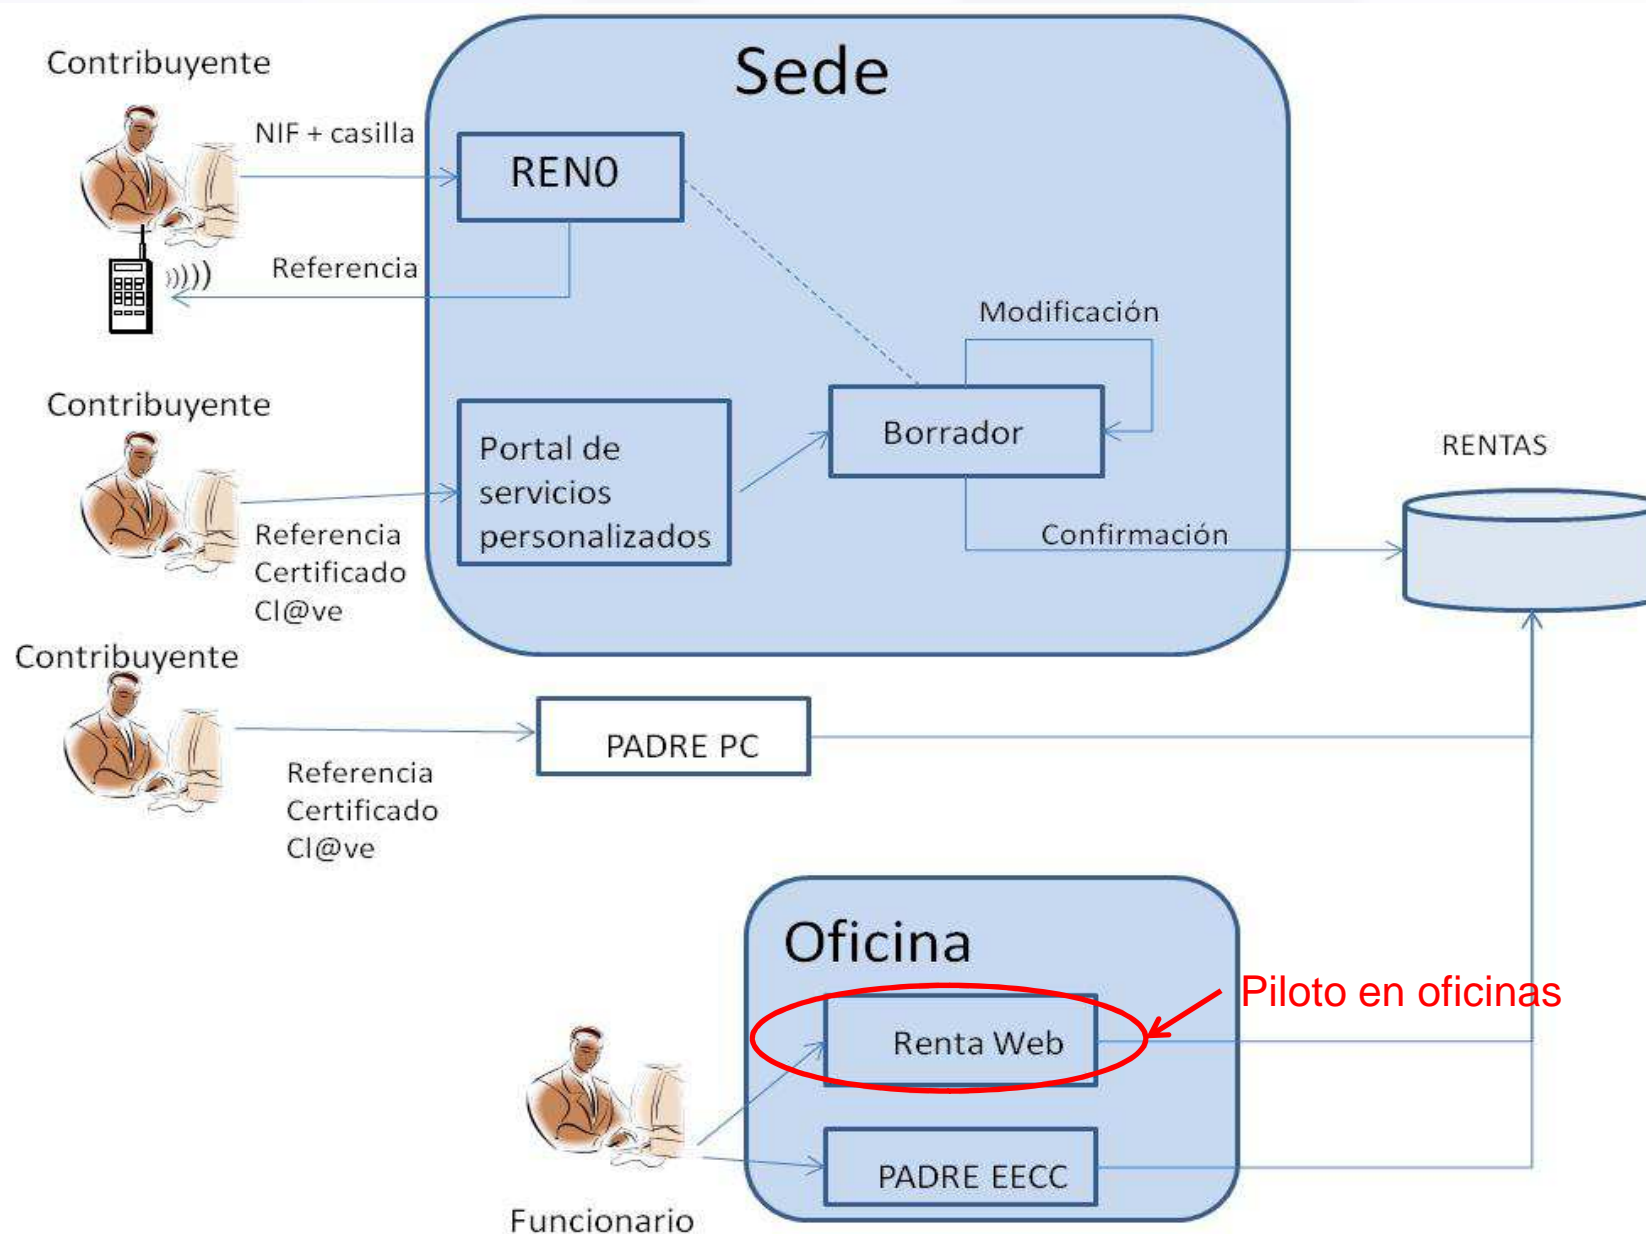 Sede
Contribuyente
NIF + casilla
REN0
Referencia
Modificación
Contribuyente
Borrador
Portal de
servicios
personalizados
RENTAS
Referencia
Certificado
Cl@ve
Confirmación
Contribuyente
PADRE PC
Referencia
Certificado
Cl@ve
Oficina
Piloto en oficinas
Renta Web
PADRE EECC
Funcionario